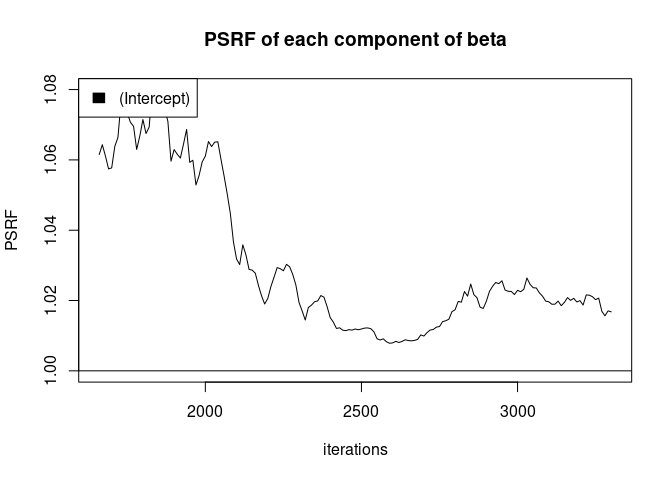 PSRF of each component of beta
(Intercept)
PSRF
1.08
1.06
1.04
1.02
1.00
2000 2500 3000
iterations